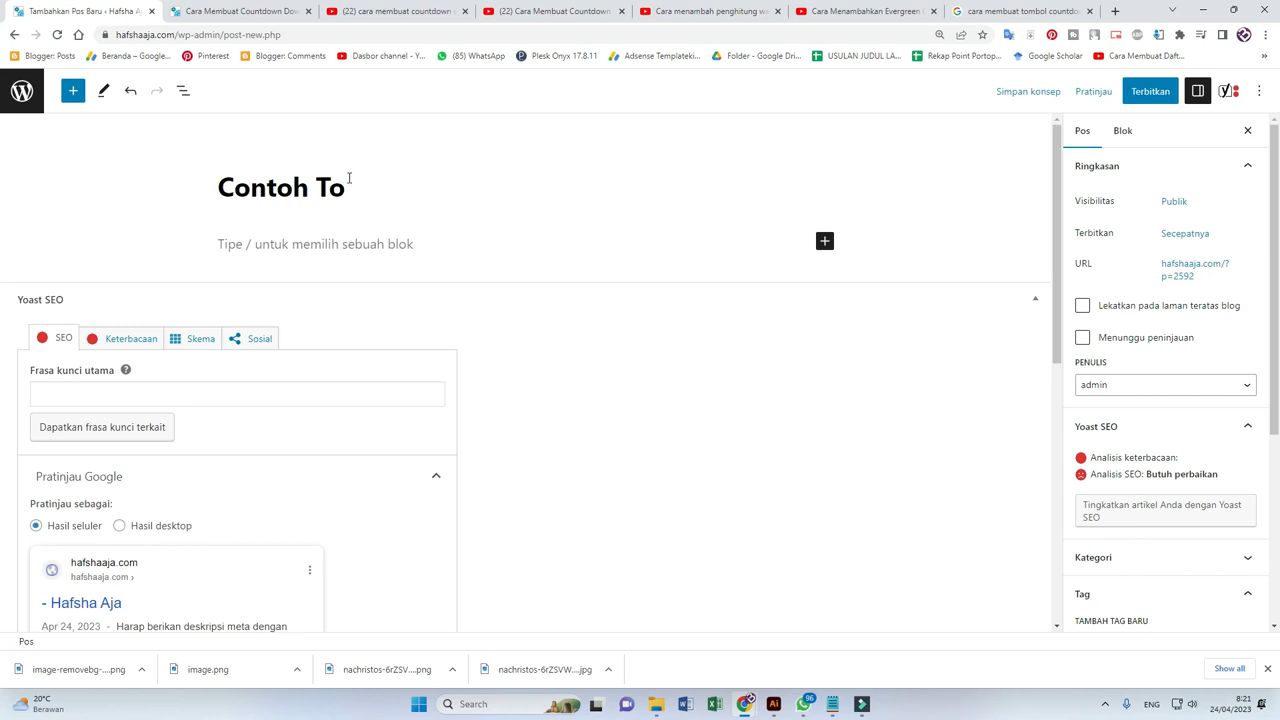 Tambahkan Pos Baru ‹ Hafshaaja
Cara Membuat Countdown Do
(22) cara membuat countdown
(22) Cara Membuat Countdown
Cara menambah penghitung wa
Cara Menambahkan Evergreen
cara membuat tombol countdow
hafshaaja.com/wp-admin/post-new.php
Blogger: Posts
Beranda – Google...
Pinterest
Blogger: Comments
Dasbor channel - Y...
(85) WhatsApp
Plesk Onyx 17.8.11
Adsense Templateki...
Folder - Google Dri...
USULAN JUDUL LA...
Rekap Point Portop...
Google Scholar
Cara Membuat Daft...
Simpan konsep
Pratinjau
Terbitkan
Contoh To
Tipe / untuk memilih sebuah blok
Yoast SEO
SEO
Keterbacaan
Skema
Sosial
Frasa kunci utama
Dapatkan frasa kunci terkait
Pratinjau Google
Pratinjau sebagai:
Hasil seluler
Hasil desktop
hafshaaja.com
hafshaaja.com ›
- Hafsha Aja
Apr 24, 2023 - Harap berikan deskripsi meta dengan
Pos
Blok
Ringkasan
Visibilitas
Publik
Terbitkan
Secepatnya
URL
hafshaaja.com/?
p=2592
Lekatkan pada laman teratas blog
Menunggu peninjauan
PENULIS
admin
Yoast SEO
Analisis keterbacaan:
Analisis SEO: Butuh perbaikan
Tingkatkan artikel Anda dengan Yoast
SEO
Kategori
Tag
TAMBAH TAG BARU
Pos
image-removebg-....png
image.png
nachristos-6rZSV....png
nachristos-6rZSVW....jpg
Show all
20°C
Berawan
Search
96
ENG
8:21
24/04/2023